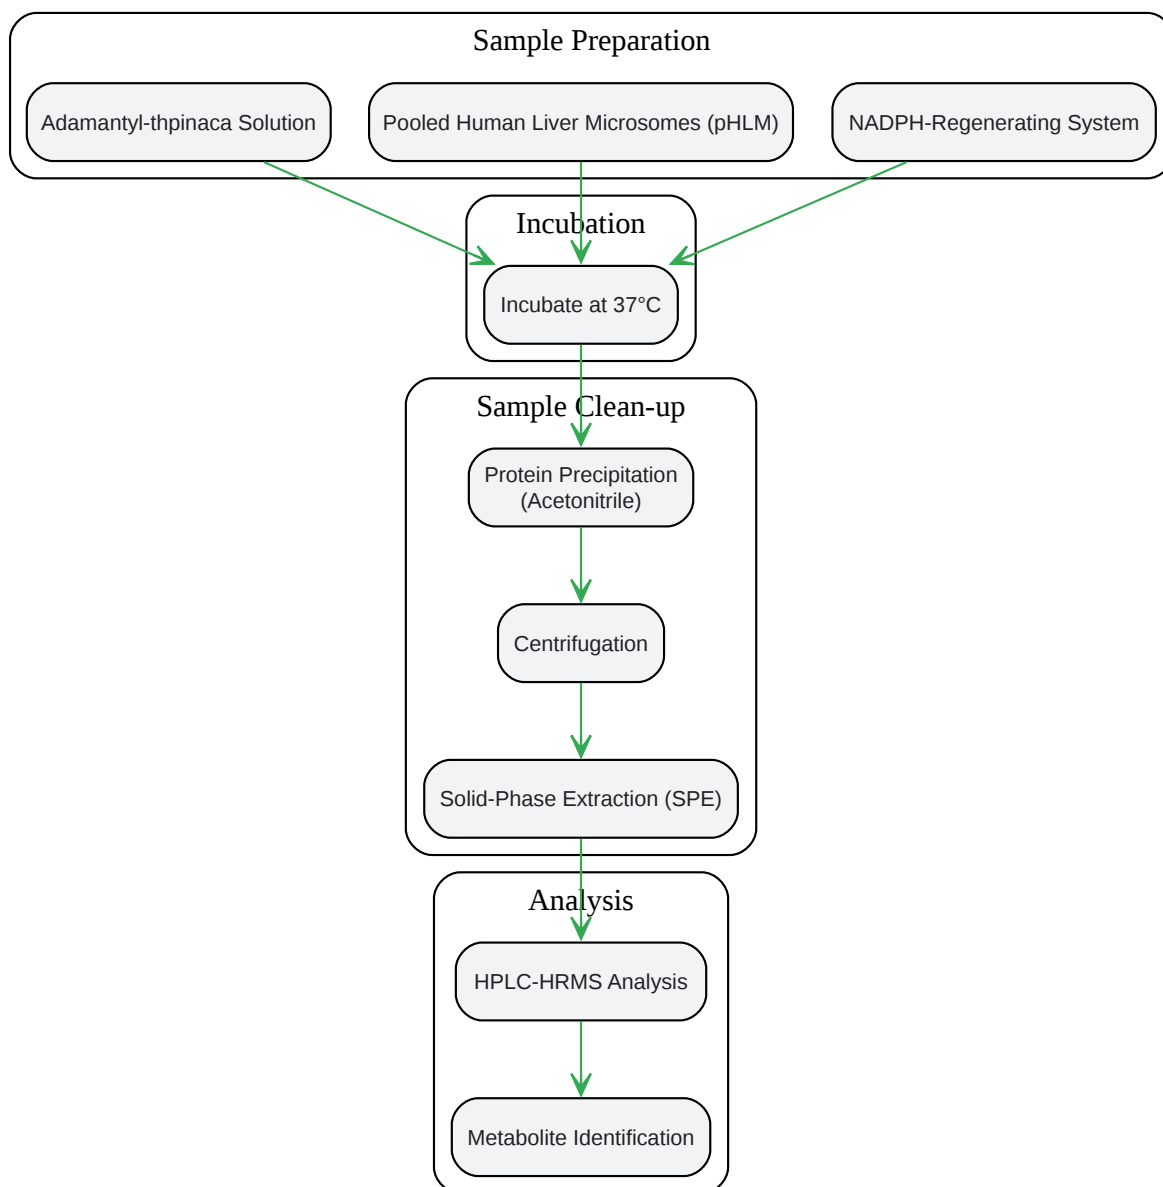 Sample Preparation
Adamantyl-thpinaca Solution
Pooled Human Liver Microsomes (pHLM)
NADPH-Regenerating System
Incubation
Incubate at 37°C
Sample Clean-up
Protein Precipitation
(Acetonitrile)
Centrifugation
Solid-Phase Extraction (SPE)
Analysis
HPLC-HRMS Analysis
Metabolite Identification